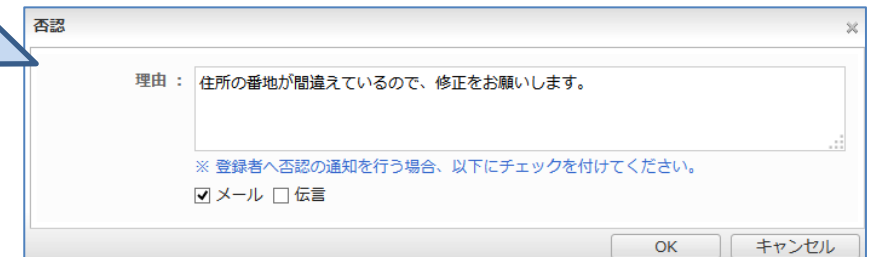 否認
理由 : 住所の番地が間違えているので、修正をお願いします。
※ 登録者へ否認の通知を行う場合、以下にチェックを付けてください。
メール 伝言
OK キャンセル